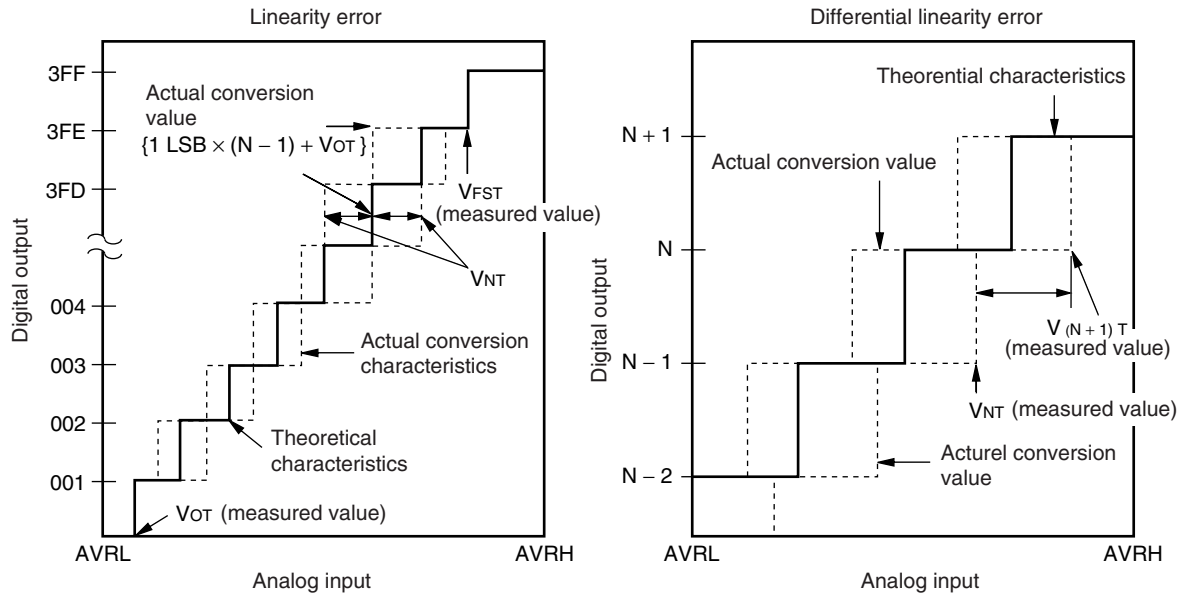 Linearity error
3FF
3FE
3FD
004
003
002
001
Digital output
Actual conversion
value
{1 LSB × (N − 1) + VOT }
VFST
(measured value)
VNT
Actual conversion
characteristics
Theoretical
characteristics
VOT (measured value)
AVRL
AVRH
Analog input
Differential linearity error
N + 1
N
N − 1
N − 2
Digital output
Theorential characteristics
Actual conversion value
V (N + 1) T
(measured value)
VNT (measured value)
Acturel conversion
value
AVRL
AVRH
Analog input